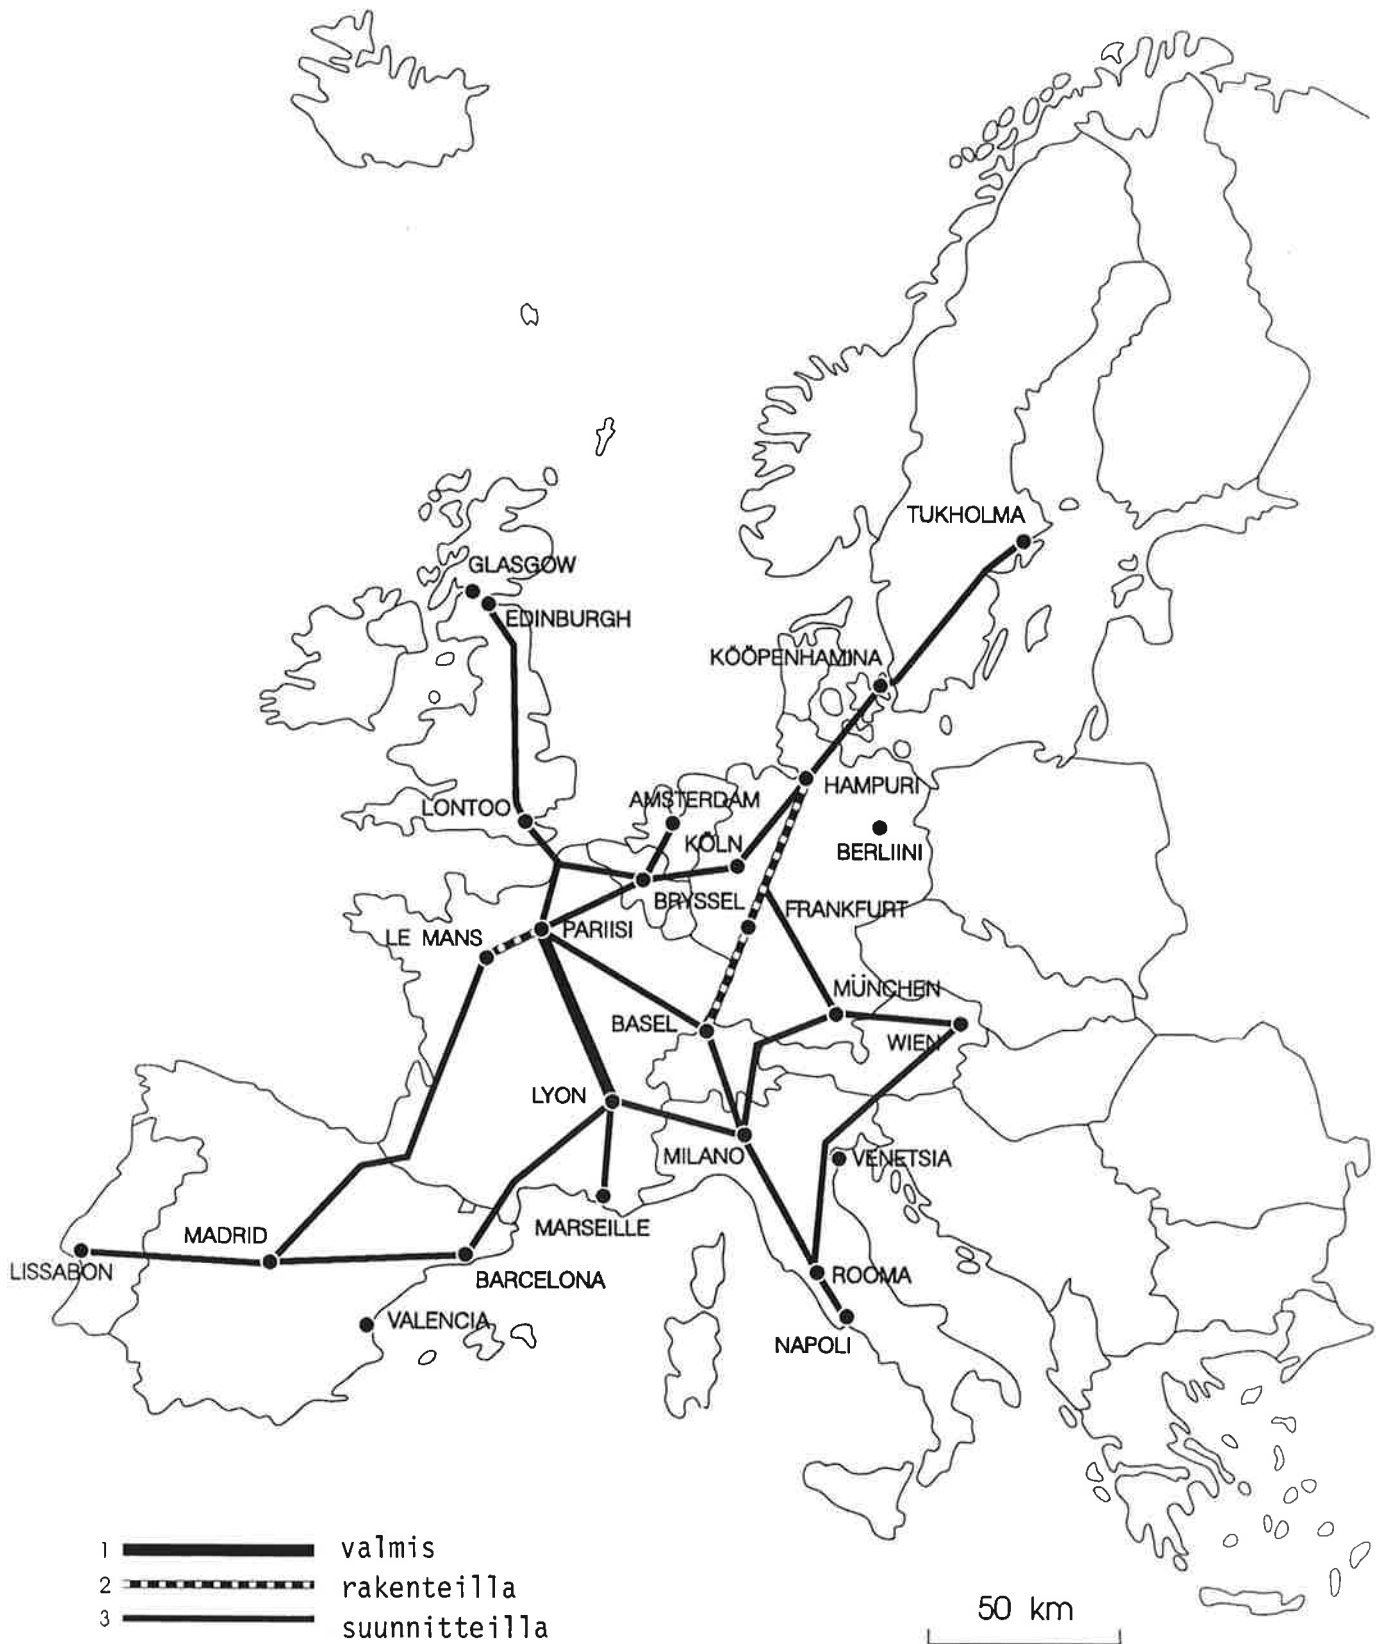 TUKHOLMA
GLASGOW
EDINBURGH
KÖÖPENHAMINA
HAMPURI
AMSTERDAM
LONTOO
KÖLN
BERLIINI
BRYSSEL
FRANKFURT
PARIISI
LE MANS
MÜNCHEN
BASEL
WIEN
LYON
MILANO
VENETSIA
MARSEILLE
MADRID
LISSABON
BARCELONA
ROOMA
VALENCIA
NAPOLI
1 valmis
2 rakenteilla
3 suunnitteilla
50 km